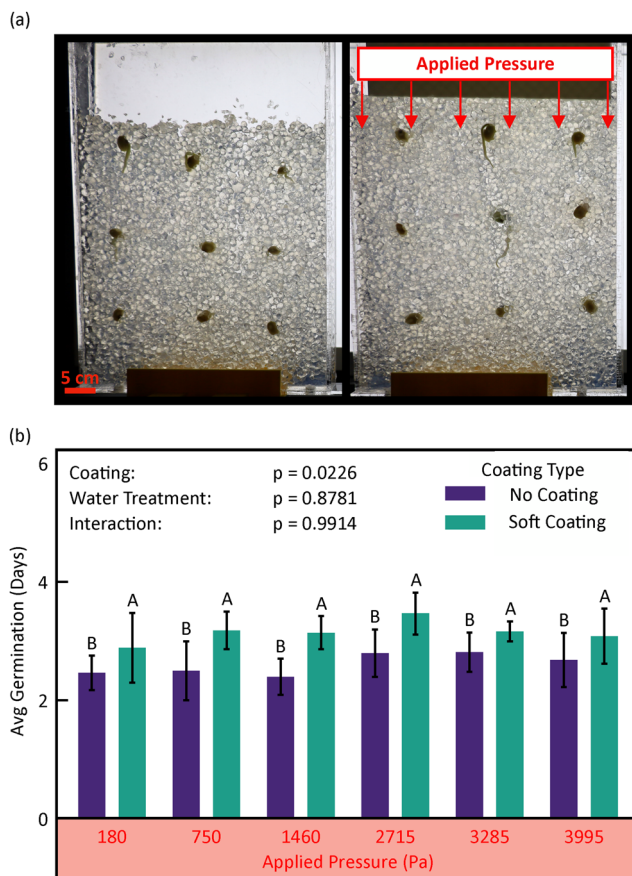 (a)
Applied Pressure
5 cm
(b)
6
Coating: p = 0.0226 Coating Type
Water Treatment: p = 0.8781 No Coating
Interaction: p = 0.9914 Soft Coating
4
2
0
Avg Germination (Days)
B A B A B A B A B A B A
180 750 1460 2715 3285 3995
Applied Pressure (Pa)